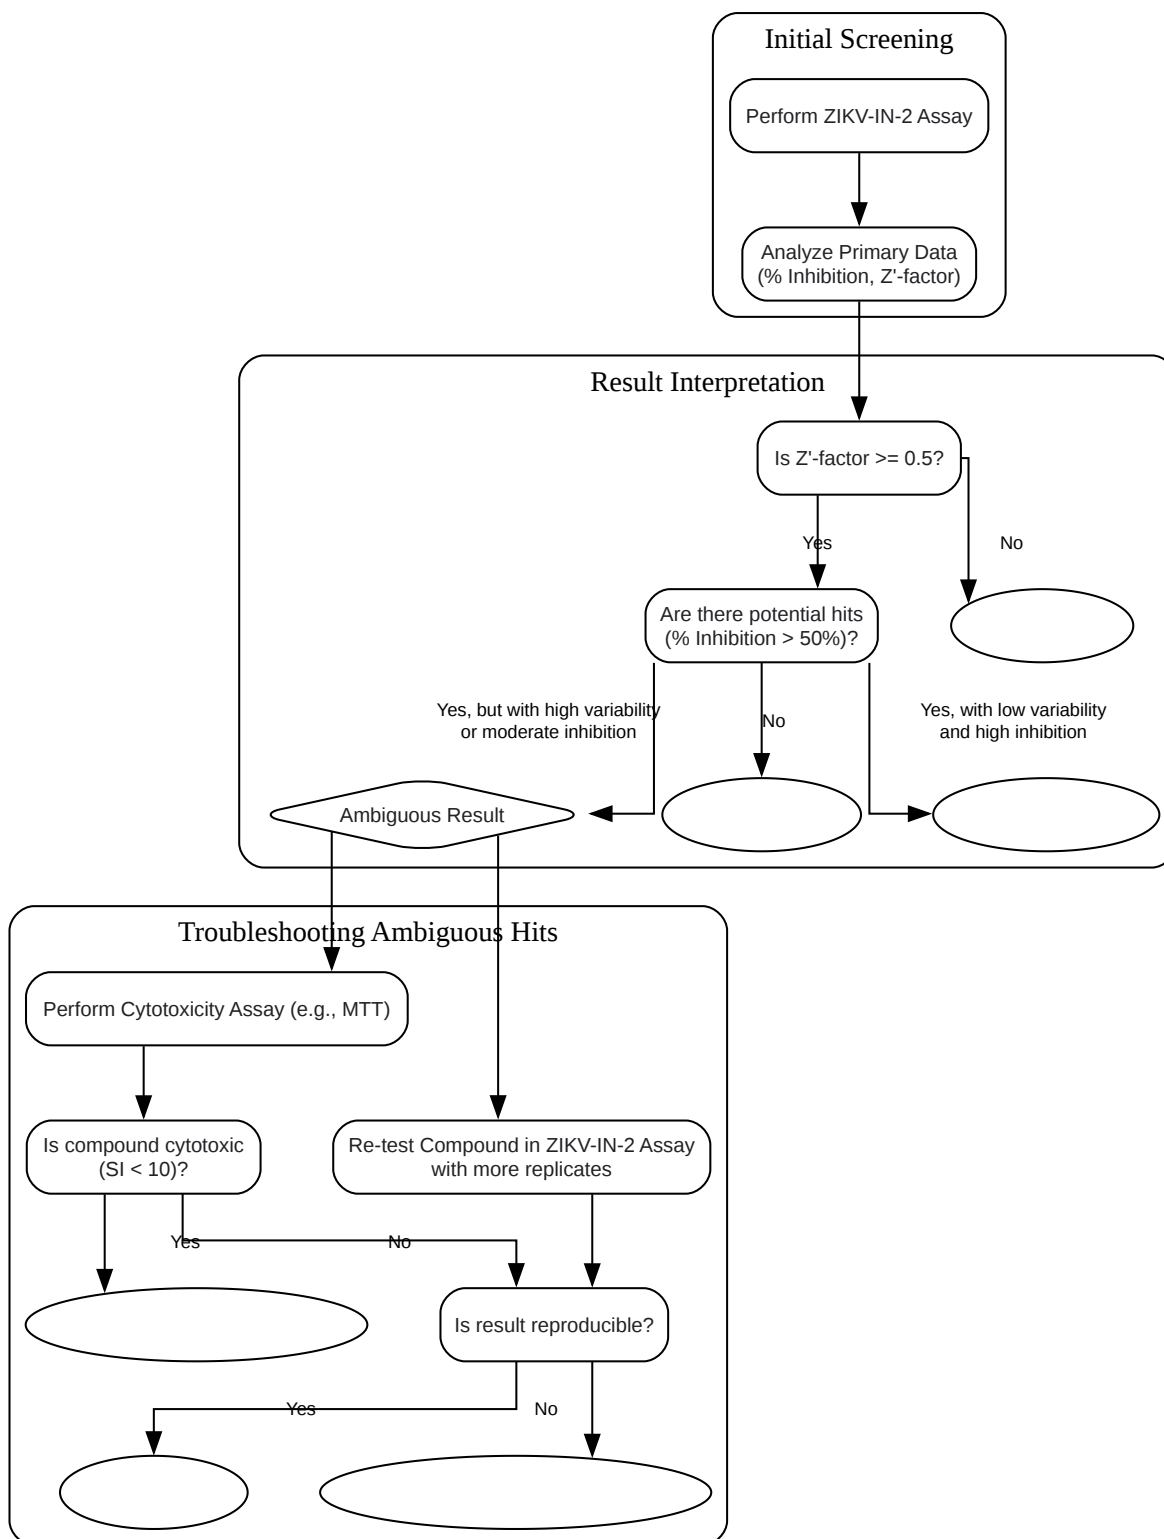 Initial Screening
Perform ZIKV-IN-2 Assay
Analyze Primary Data
(% Inhibition, Z'-factor)
Result Interpretation
Is Z'-factor >= 0.5?
Yes
No
Are there potential hits
(% Inhibition > 50%)?
Yes, but with high variability
or moderate inhibition
No
Yes, with low variability
and high inhibition
Ambiguous Result
Troubleshooting Ambiguous Hits
Perform Cytotoxicity Assay (e.g., MTT)
Is compound cytotoxic
(SI < 10)?
Re-test Compound in ZIKV-IN-2 Assay
with more replicates
Yes
No
Is result reproducible?
Yes
No